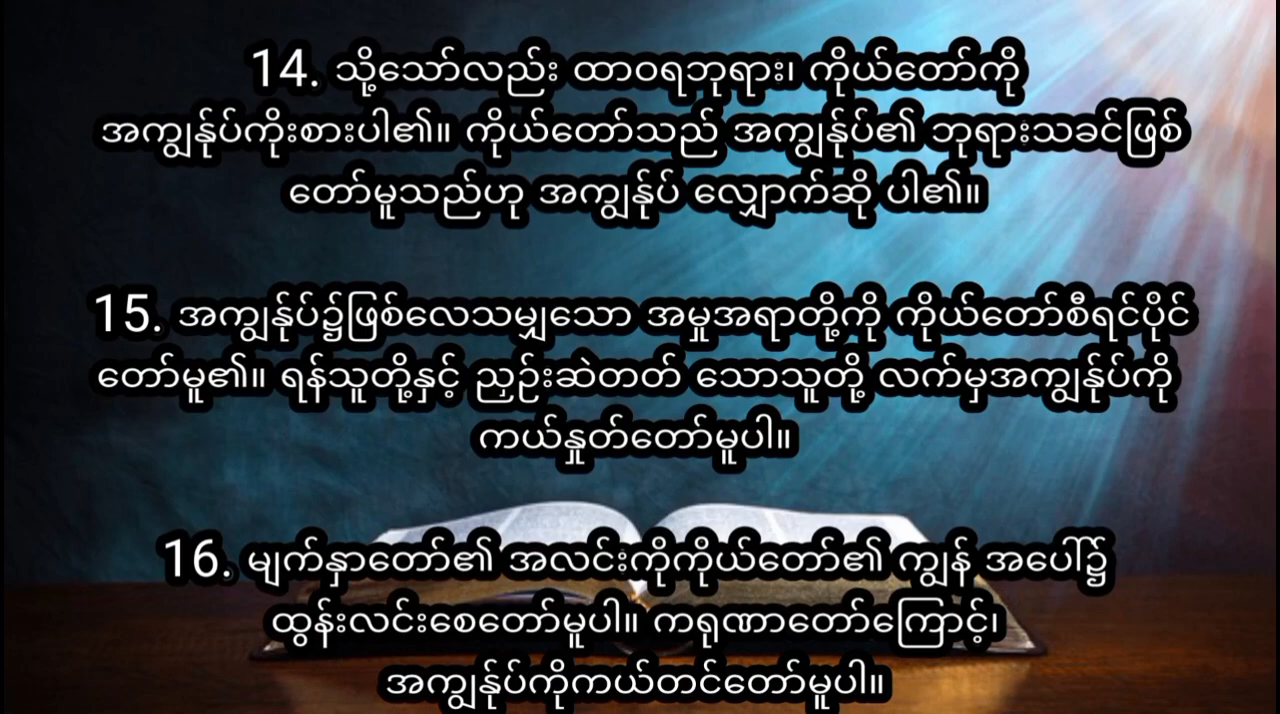 14. သို့သော်လည်း ထာဝရဘုရား၊ ကိုယ်တော်ကို
အကျွန်ုပ်ကိုးစားပါ၏။ ကိုယ်တော်သည် အကျွန်ုပ်၏ ဘုရားသခင်ဖြစ်
တော်မူသည်ဟု အကျွန်ုပ် လျှောက်ဆို ပါ၏။
15. အကျွန်ုပ်၌ဖြစ်လေသမျှသော အမှုအရာတို့ကို ကိုယ်တော်စီရင်ပိုင်
တော်မူ၏။ ရန်သူတို့နှင့် ညှဉ်းဆဲတတ် သောသူတို့ လက်မှအကျွန်ုပ်ကို
ကယ်နှုတ်တော်မူပါ။
16. မျက်နှာတော်၏ အလင်းကိုကိုယ်တော်၏ ကျွန် အပေါ်၌
ထွန်းလင်းစေတော်မူပါ။ ကရုဏာတော်ကြောင့်၊
အကျွန်ုပ်ကိုကယ်တင်တော်မူပါ။